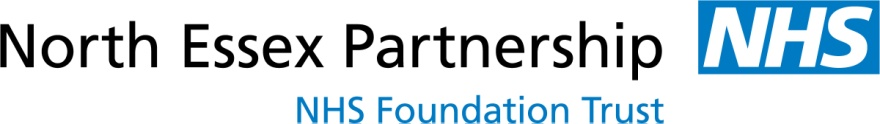 North Essex Partnership NHS
NHS Foundation Trust